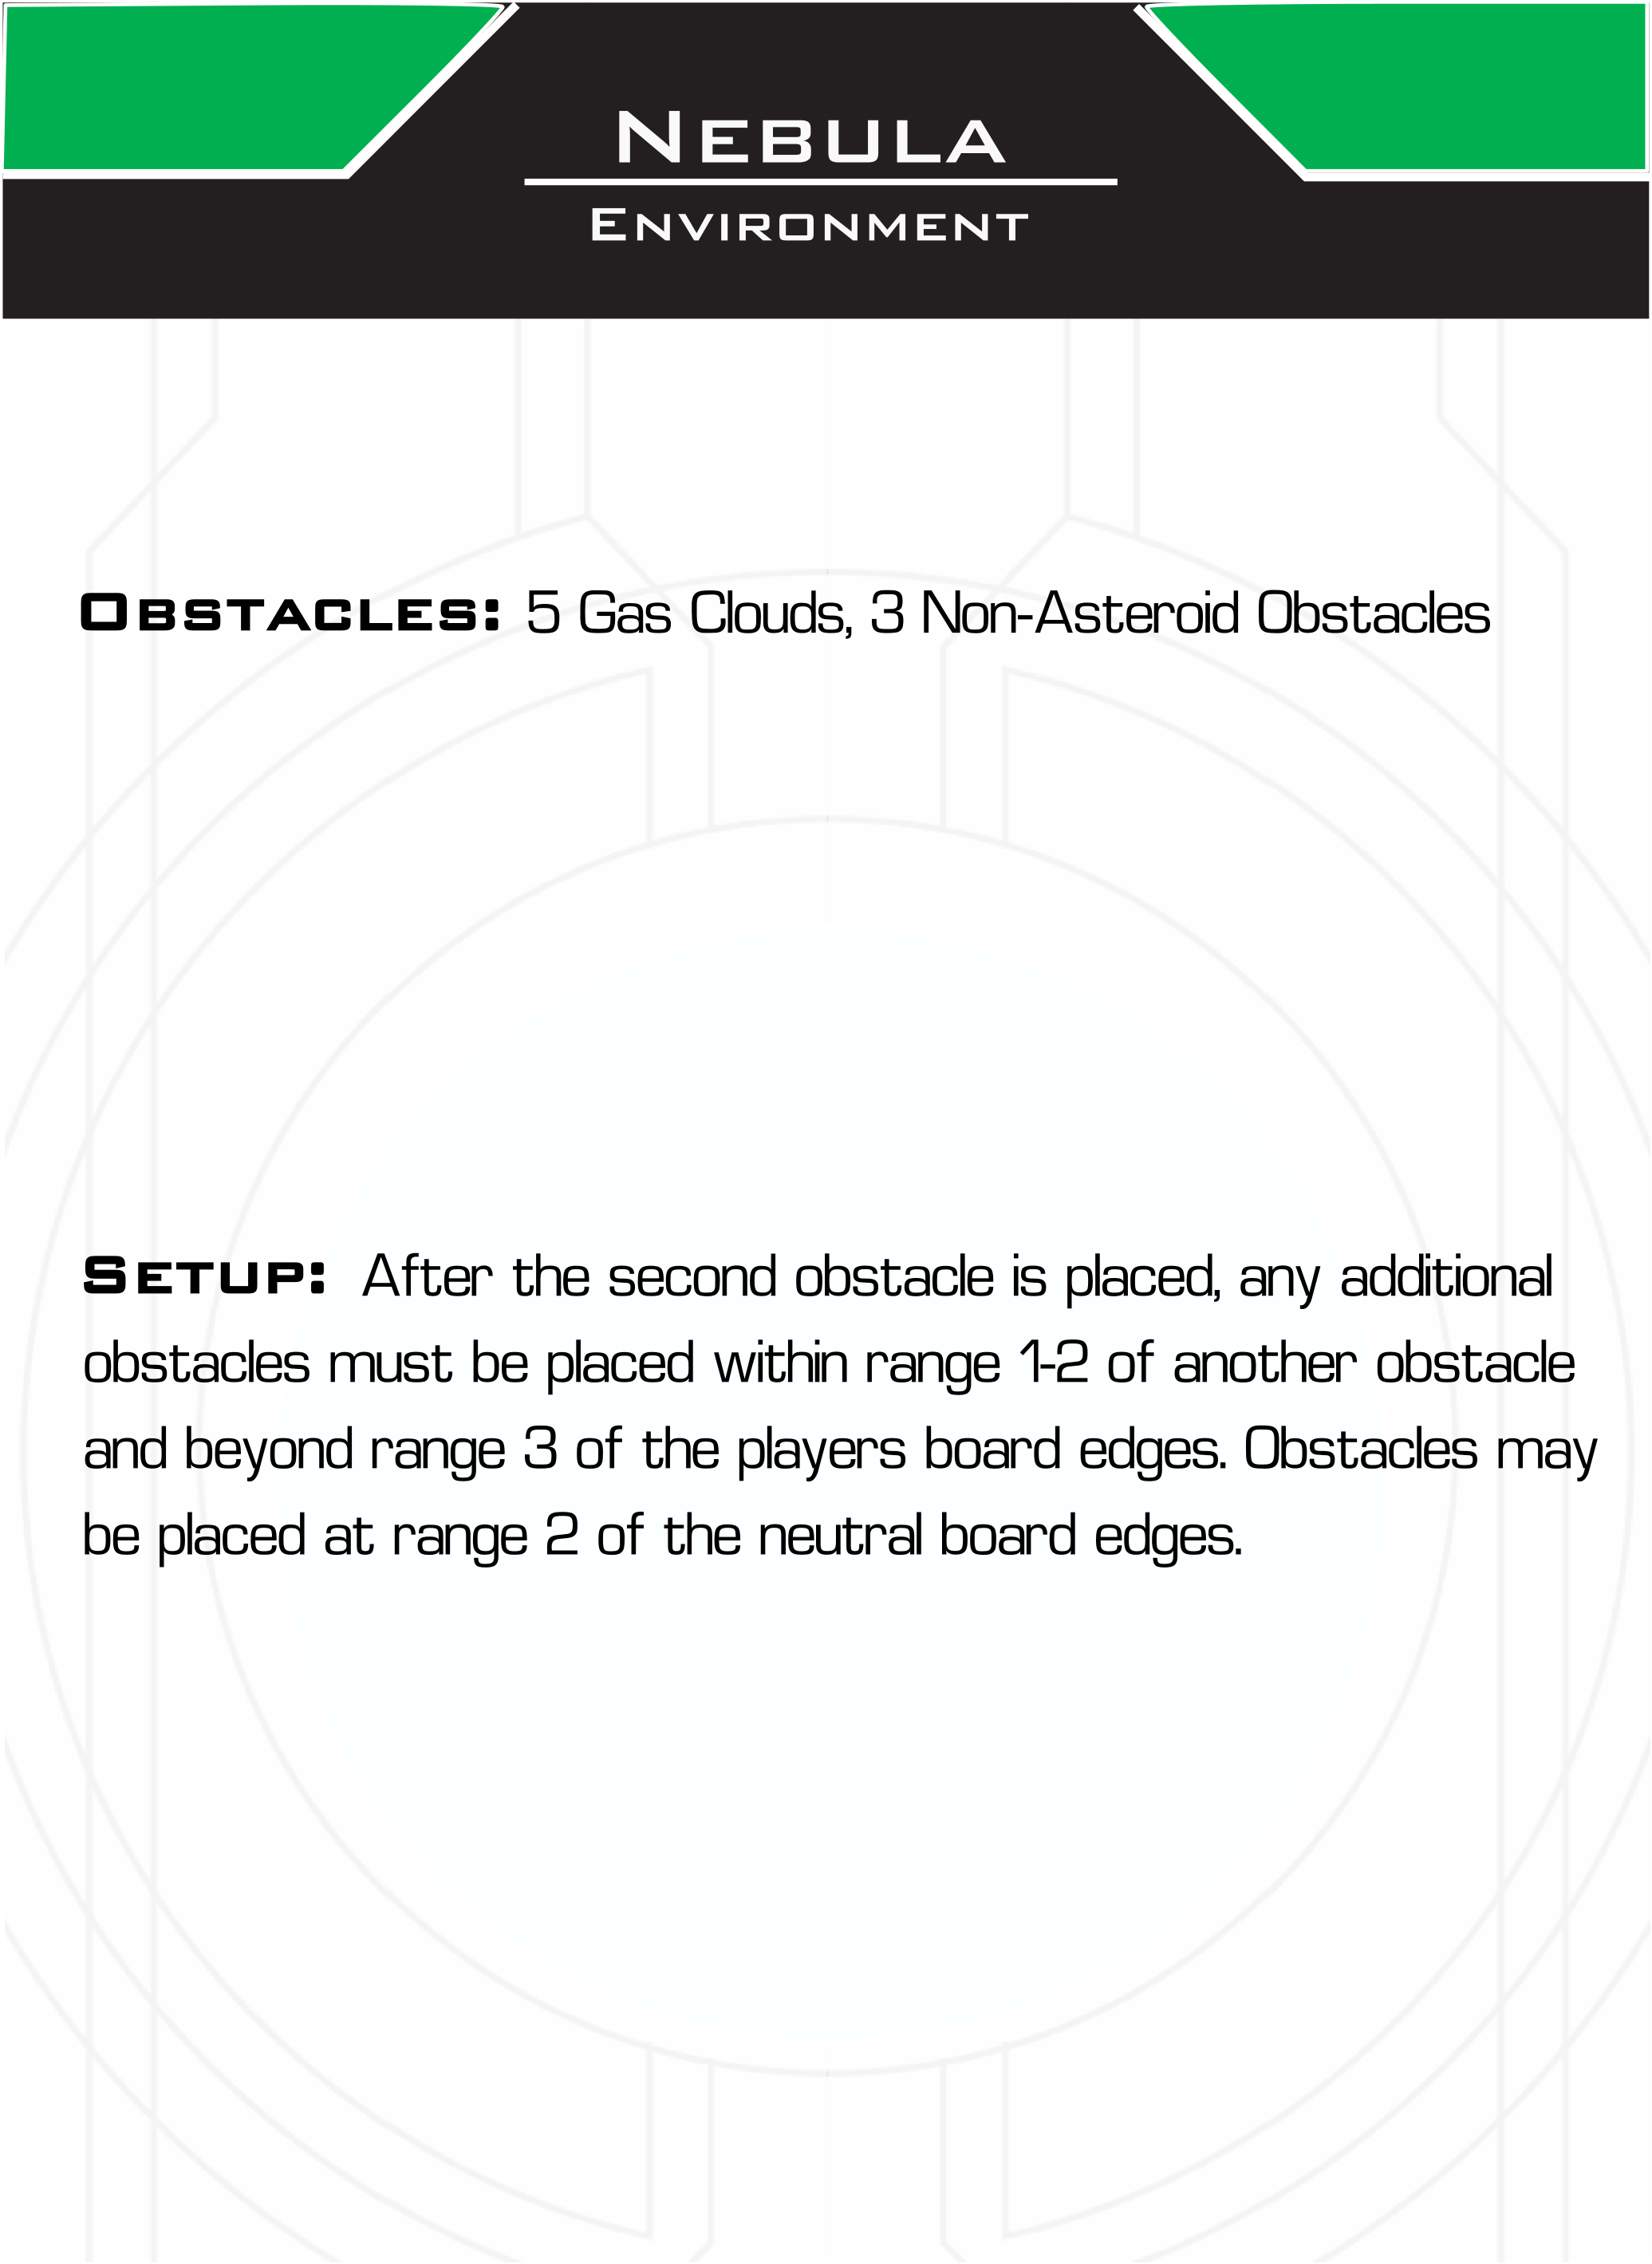 Nebula
Environment
Obstacles: 5 Gas Clouds, 3 Non-Asteroid Obstacles
Setup: After the second obstacle is placed, any additional
obstacles must be placed within range 1-2 of another obstacle
and beyond range 3 of the players board edges. Obstacles may
be placed at range 2 of the neutral board edges.